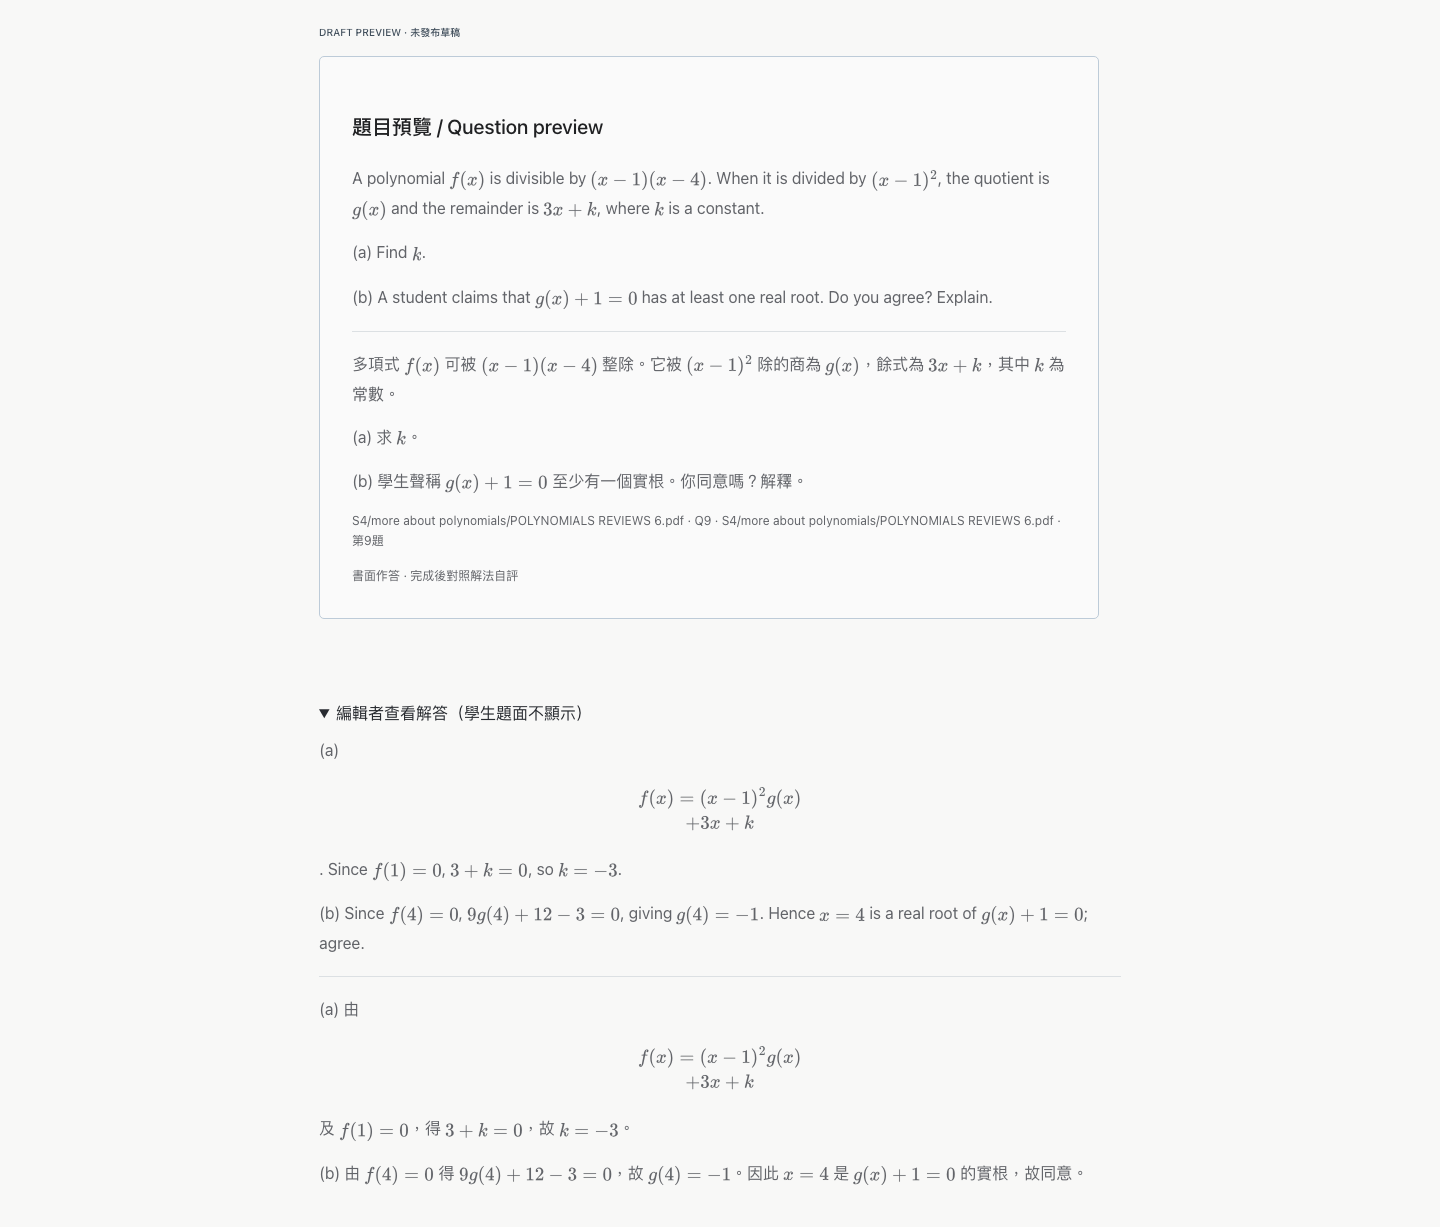 DRAFT PREVIEW · 未發布草稿
題目預覽 / Question preview
A polynomial f(x) is divisible by (x − 1)(x − 4). When it is divided by (x − 1)², the quotient is
g(x) and the remainder is 3x + k, where k is a constant.
(a) Find k.
(b) A student claims that g(x) + 1 = 0 has at least one real root. Do you agree? Explain.
多項式 f(x) 可被 (x − 1)(x − 4) 整除。它被 (x − 1)² 除的商為 g(x)，餘式為 3x + k，其中 k 為
常數。
(a) 求 k。
(b) 學生聲稱 g(x) + 1 = 0 至少有一個實根。你同意嗎？解釋。
S4/more about polynomials/POLYNOMIALS REVIEWS 6.pdf · Q9 · S4/more about polynomials/POLYNOMIALS REVIEWS 6.pdf ·
第9題
書面作答 · 完成後對照解法自評
▼ 編輯者查看解答（學生題面不顯示）
(a)
f(x) = (x − 1)²g(x)
+3x + k
. Since f(1) = 0, 3 + k = 0, so k = −3.
(b) Since f(4) = 0, 9g(4) + 12 − 3 = 0, giving g(4) = −1. Hence x = 4 is a real root of g(x) + 1 = 0;
agree.
(a) 由
f(x) = (x − 1)²g(x)
+3x + k
及 f(1) = 0，得 3 + k = 0，故 k = −3。
(b) 由 f(4) = 0 得 9g(4) + 12 − 3 = 0，故 g(4) = −1。因此 x = 4 是 g(x) + 1 = 0 的實根，故同意。